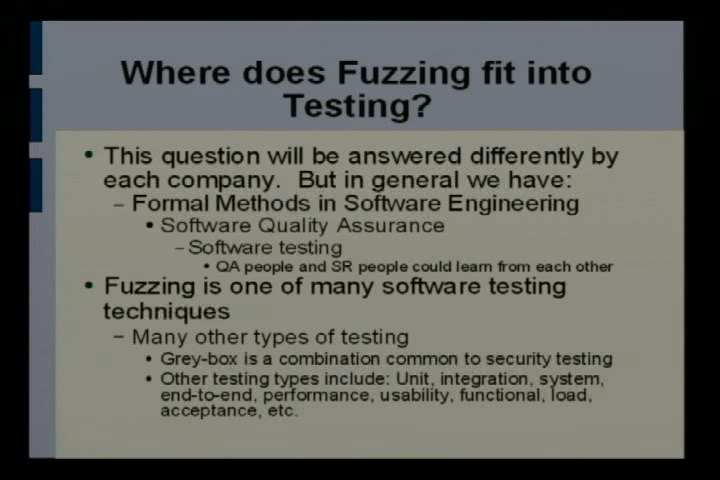 Where does Fuzzing fit into
Testing?
• This question will be answered differently by
each company. But in general we have:
– Formal Methods in Software Engineering
• Software Quality Assurance
– Software testing
• QA people and SR people could learn from each other
• Fuzzing is one of many software testing
techniques
– Many other types of testing
• Grey-box is a combination common to security testing
• Other testing types include: Unit, integration, system,
end-to-end, performance, usability, functional, load,
acceptance, etc.